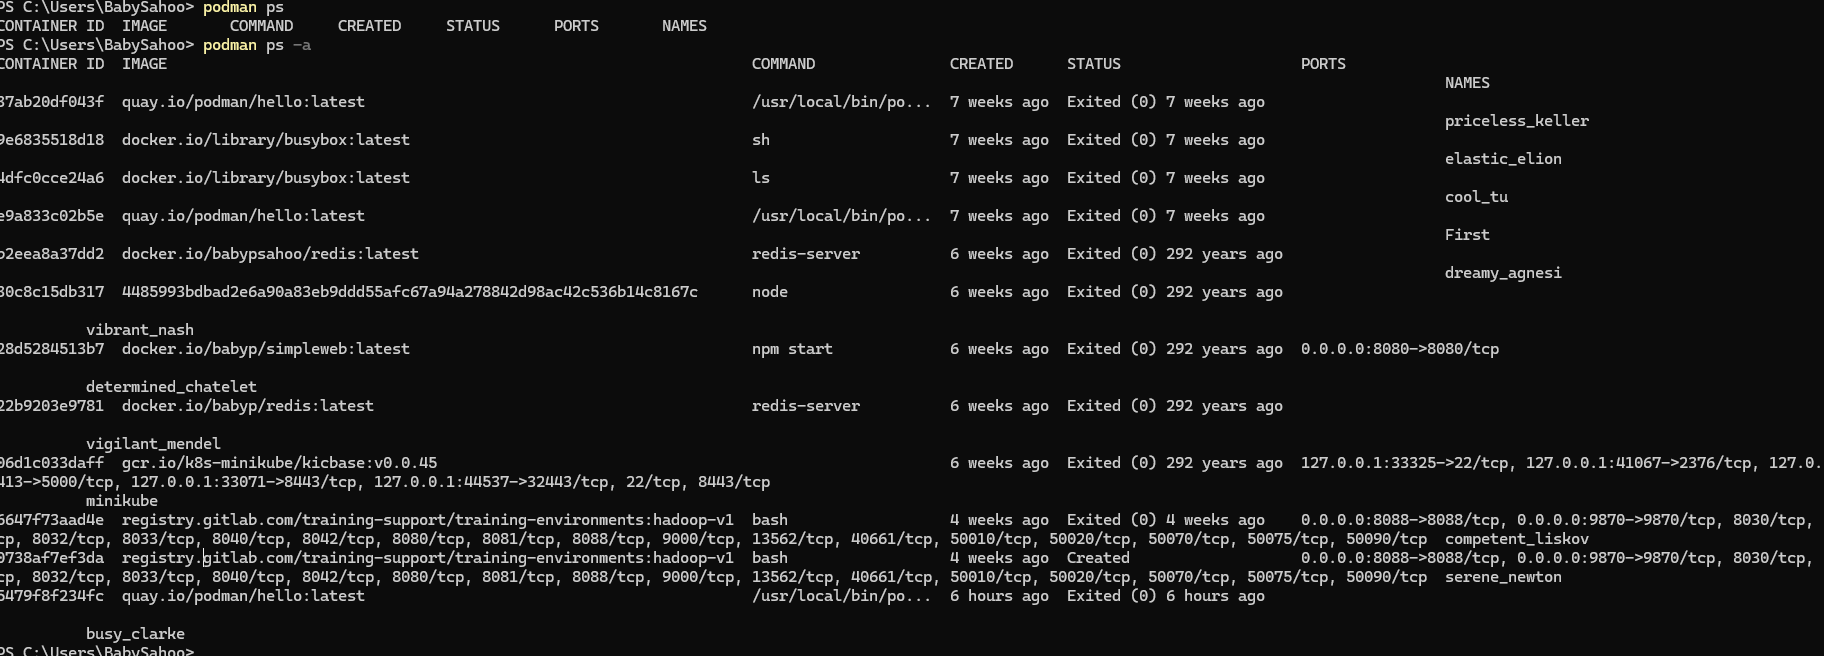 PS C:\Users\BabySahoo> podman ps
CONTAINER ID  IMAGE       COMMAND     CREATED     STATUS      PORTS       NAMES
PS C:\Users\BabySahoo> podman ps -a
CONTAINER ID  IMAGE  COMMAND  CREATED  STATUS  PORTS
NAMES
37ab20df043f  quay.io/podman/hello:latest  /usr/local/bin/po...  7 weeks ago  Exited (0) 7 weeks ago
priceless_keller
9e6835518d18  docker.io/library/busybox:latest  sh  7 weeks ago  Exited (0) 7 weeks ago
elastic_elion
4dfc0cce24a6  docker.io/library/busybox:latest  ls  7 weeks ago  Exited (0) 7 weeks ago
cool_tu
e9a833c02b5e  quay.io/podman/hello:latest  /usr/local/bin/po...  7 weeks ago  Exited (0) 7 weeks ago
First
b2eea8a37dd2  docker.io/babypsahoo/redis:latest  redis-server  6 weeks ago  Exited (0) 292 years ago
dreamy_agnesi
30c8c15db317  4485993bdbad2e6a90a83eb9ddd55afc67a94a278842d98ac42c536b14c8167c  node  6 weeks ago  Exited (0) 292 years ago
vibrant_nash
28d5284513b7  docker.io/babyp/simpleweb:latest  npm start  6 weeks ago  Exited (0) 292 years ago  0.0.0.0:8080->8080/tcp
determined_chatelet
22b9203e9781  docker.io/babyp/redis:latest  redis-server  6 weeks ago  Exited (0) 292 years ago
vigilant_mendel
06d1c033daff  gcr.io/k8s-minikube/kicbase:v0.0.45  6 weeks ago  Exited (0) 292 years ago  127.0.0.1:33325->22/tcp, 127.0.0.1:41067->2376/tcp, 127.0.
413->5000/tcp, 127.0.0.1:33071->8443/tcp, 127.0.0.1:44537->32443/tcp, 22/tcp, 8443/tcp
minikube
6647f73aad4e  registry.gitlab.com/training-support/training-environments:hadoop-v1  bash  4 weeks ago  Exited (0) 4 weeks ago  0.0.0.0:8088->8088/tcp, 0.0.0.0:9870->9870/tcp, 8030/tcp,
cp, 8032/tcp, 8033/tcp, 8040/tcp, 8042/tcp, 8080/tcp, 8081/tcp, 8088/tcp, 9000/tcp, 13562/tcp, 40661/tcp, 50010/tcp, 50020/tcp, 50070/tcp, 50075/tcp, 50090/tcp  competent_liskov
0738af7ef3da  registry.gitlab.com/training-support/training-environments:hadoop-v1  bash  4 weeks ago  Created  0.0.0.0:8088->8088/tcp, 0.0.0.0:9870->9870/tcp, 8030/tcp,
cp, 8032/tcp, 8033/tcp, 8040/tcp, 8042/tcp, 8080/tcp, 8081/tcp, 8088/tcp, 9000/tcp, 13562/tcp, 40661/tcp, 50010/tcp, 50020/tcp, 50070/tcp, 50075/tcp, 50090/tcp  serene_newton
5479f8f234fc  quay.io/podman/hello:latest  /usr/local/bin/po...  6 hours ago  Exited (0) 6 hours ago
busy_clarke
PS C:\Users\BabySahoo>